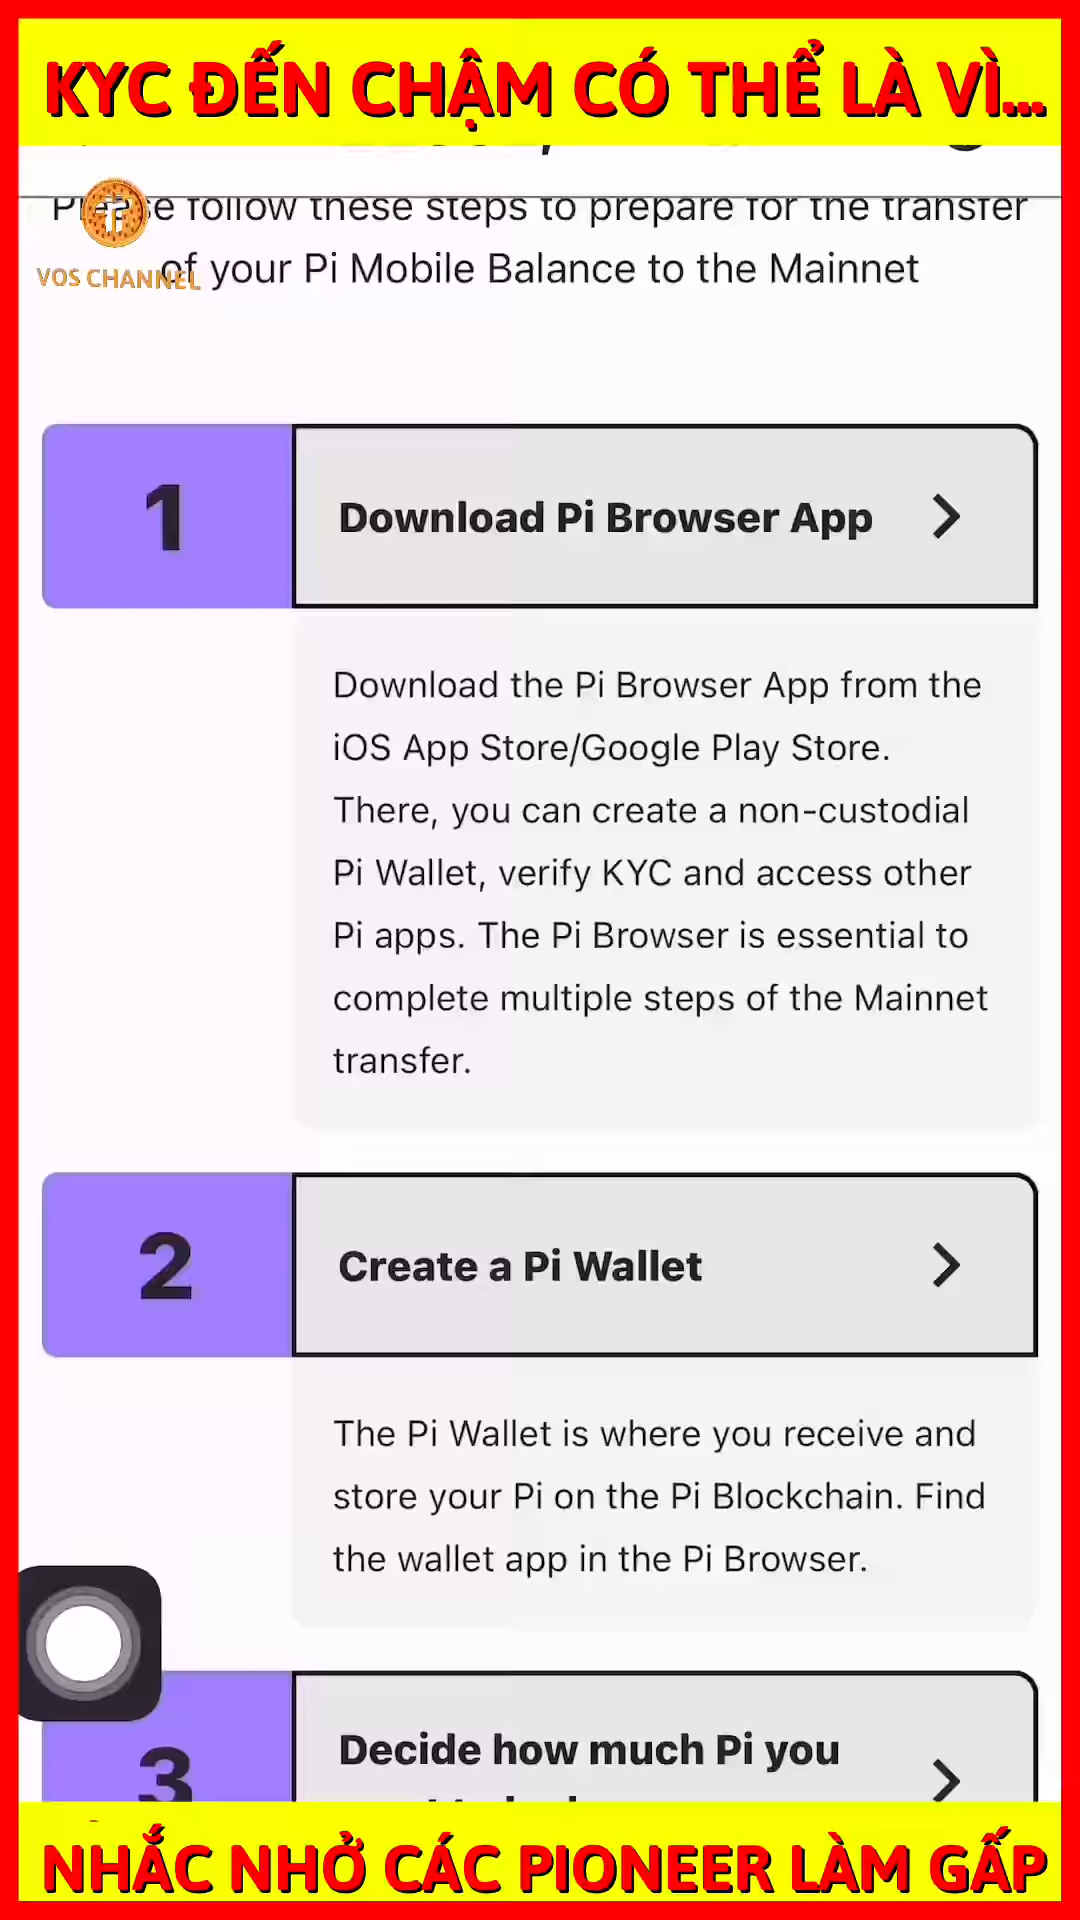 KYC ĐẾN CHẬM CÓ THỂ LÀ VÌ...
Please follow these steps to prepare for the transfer
VOS CHANNEL
of your Pi Mobile Balance to the Mainnet
1
Download Pi Browser App
Download the Pi Browser App from the
iOS App Store/Google Play Store.
There, you can create a non-custodial
Pi Wallet, verify KYC and access other
Pi apps. The Pi Browser is essential to
complete multiple steps of the Mainnet
transfer.
2
Create a Pi Wallet
The Pi Wallet is where you receive and
store your Pi on the Pi Blockchain. Find
the wallet app in the Pi Browser.
3
Decide how much Pi you
NHẮC NHỞ CÁC PIONEER LÀM GẤP